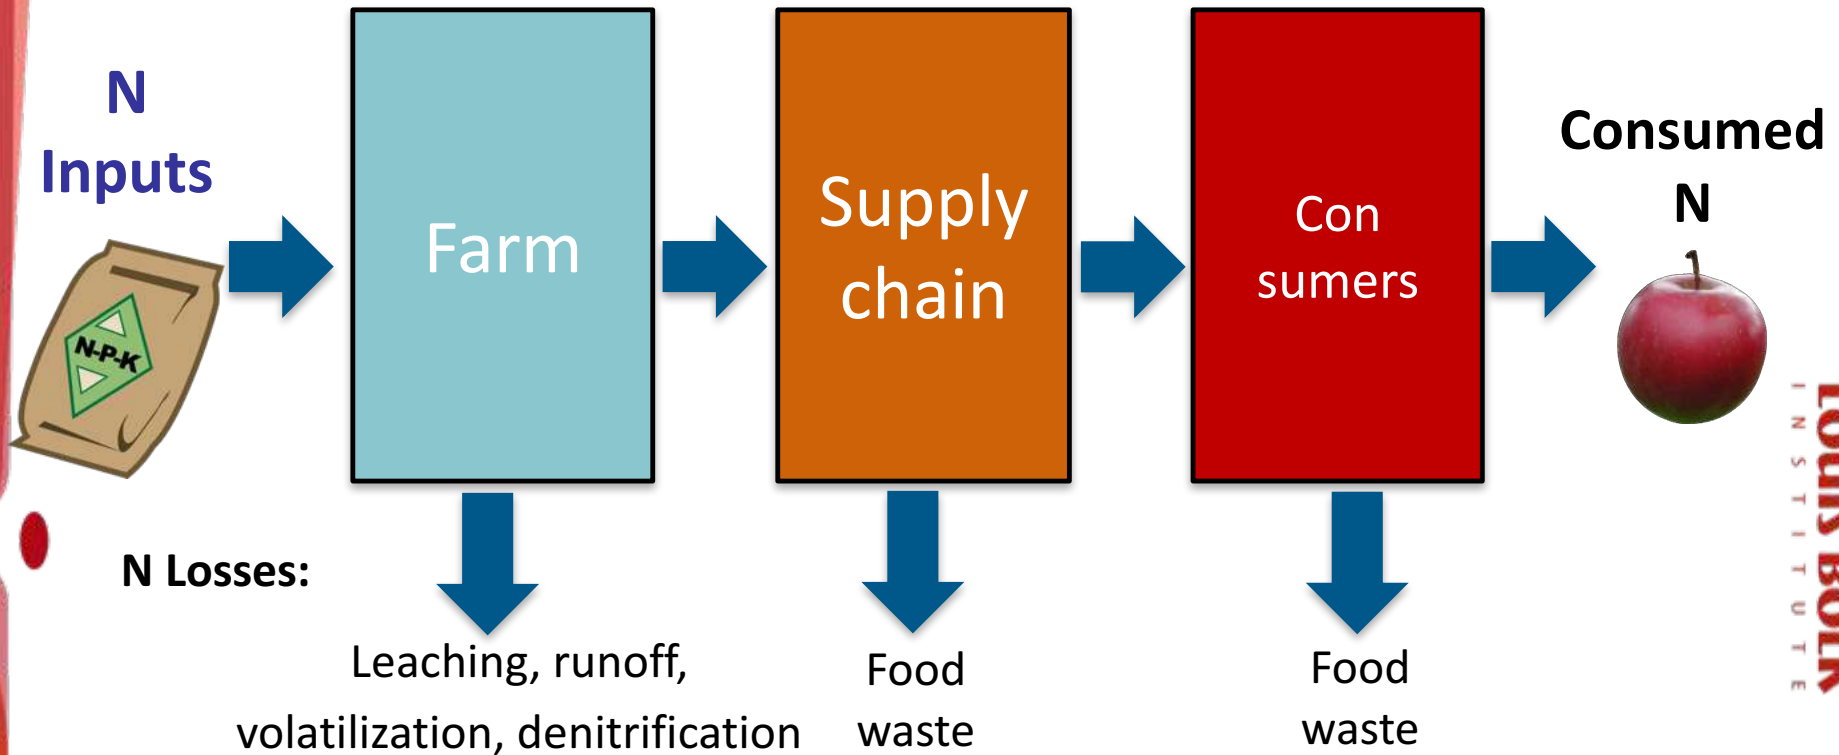 N
Inputs
N-P-K
Farm
Supply
chain
Con
sumers
Consumed
N
N Losses:
Leaching, runoff,
volatilization, denitrification
Food
waste
Food
waste
LOUIS BOLK
INSTITUTE